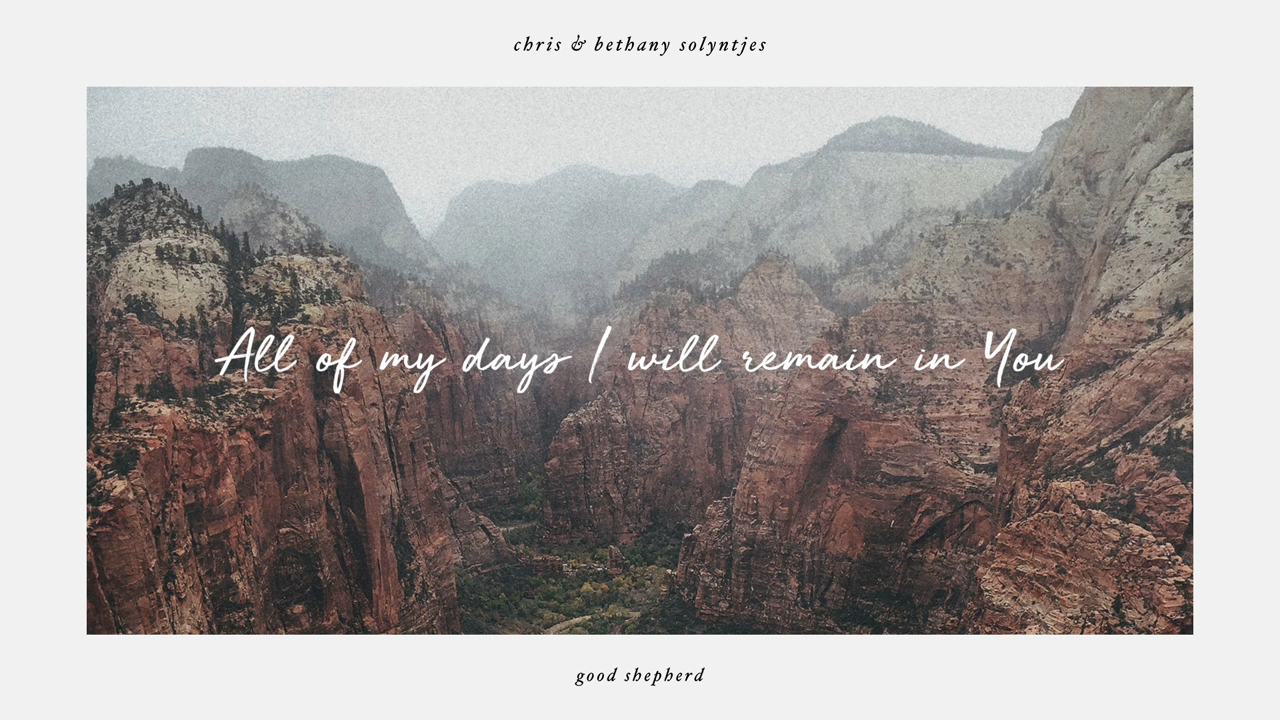 chris & bethany solyntjes
All of my days I will remain in You
good shepherd